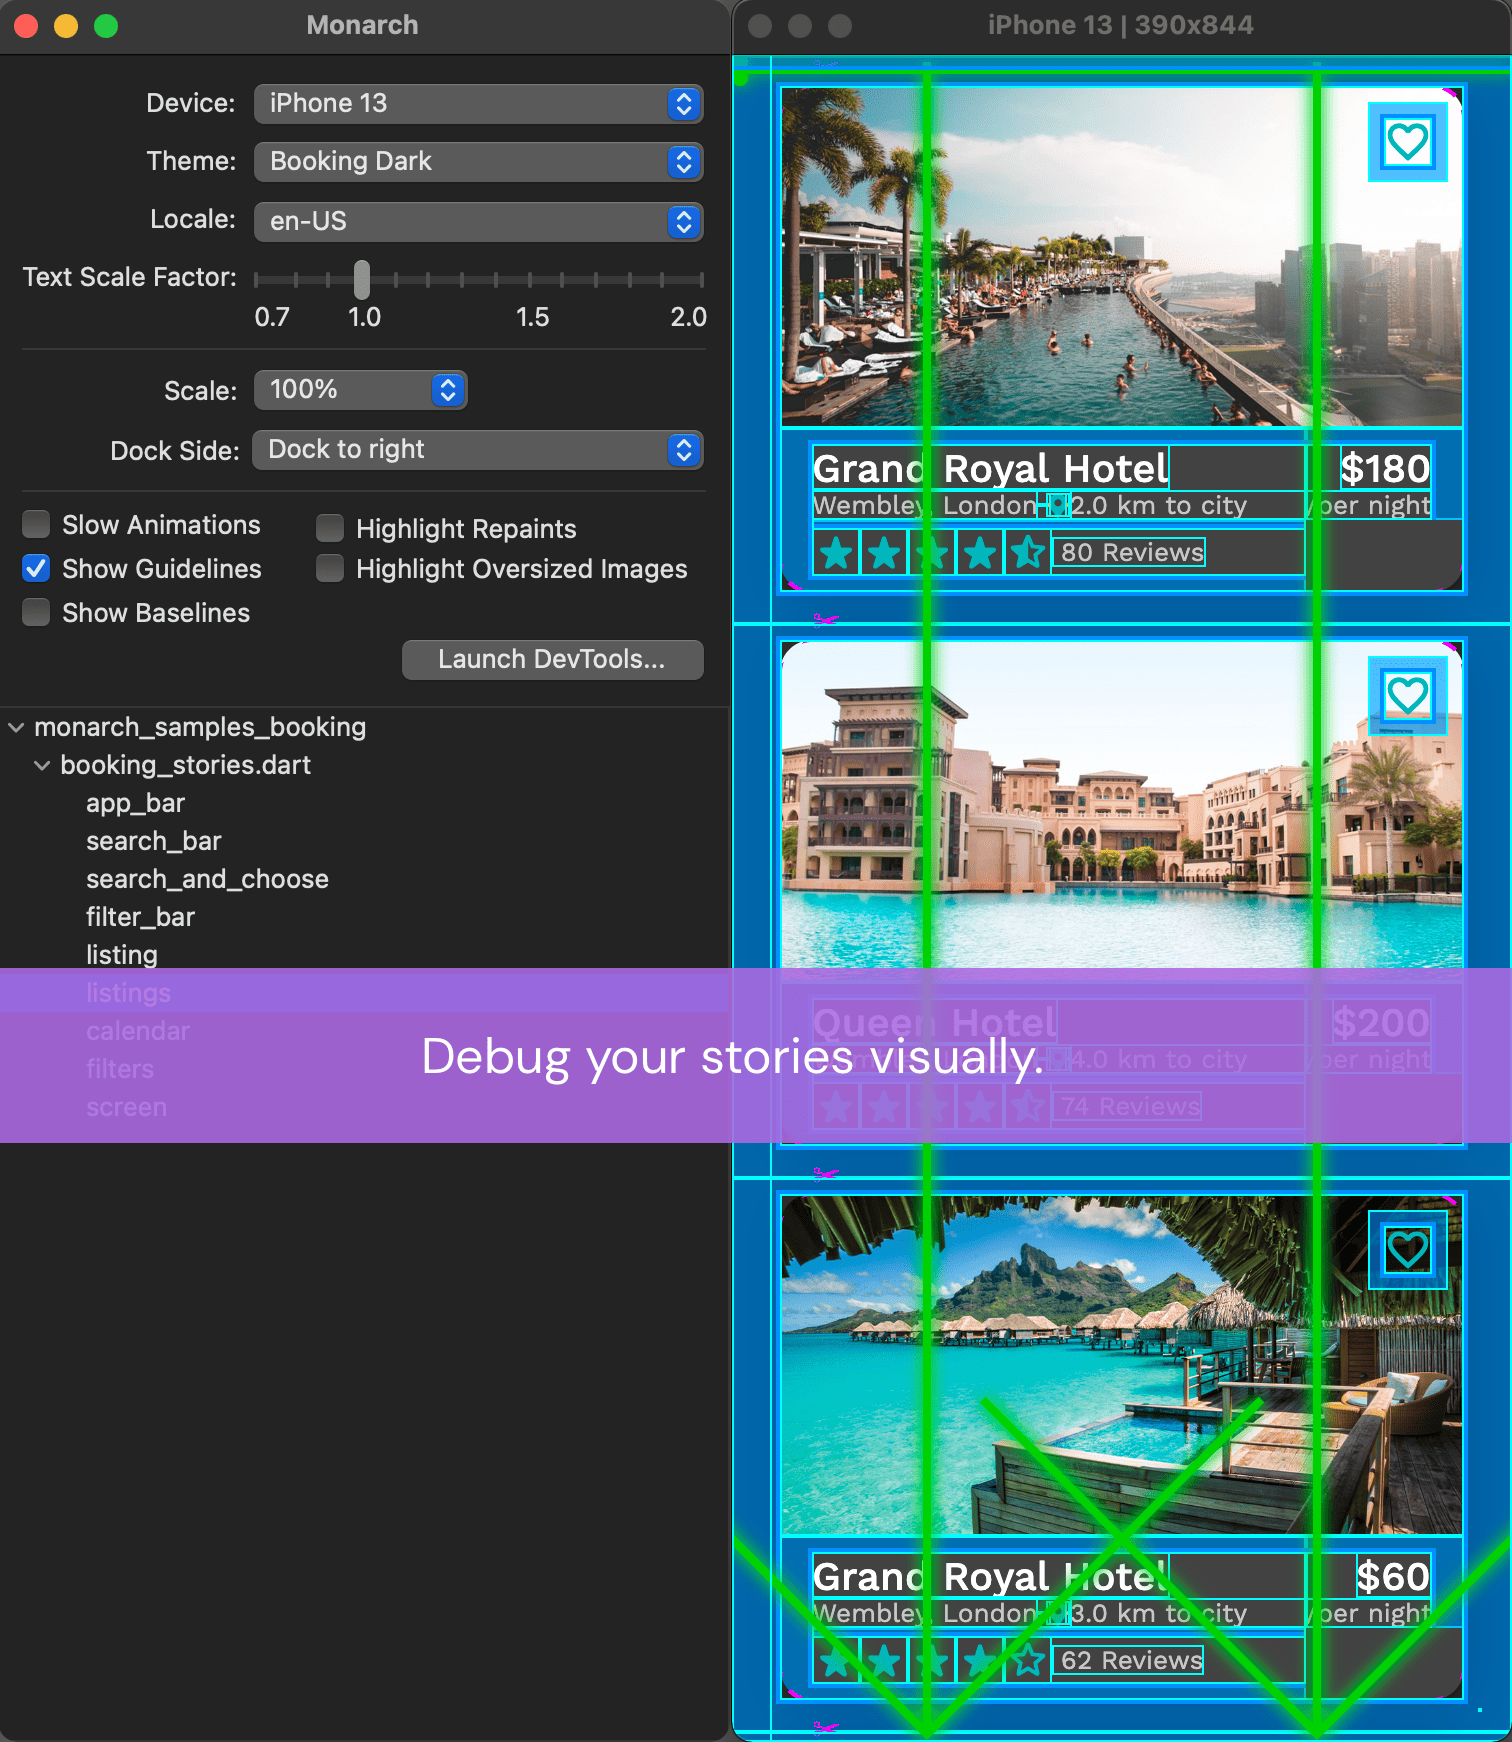 Monarch
Device: iPhone 13
Theme: Booking Dark
Locale: en-US
Text Scale Factor:
0.7 1.0 1.5 2.0
Scale: 100%
Dock Side: Dock to right
Slow Animations Highlight Repaints
Show Guidelines Highlight Oversized Images
Show Baselines
Launch DevTools...
monarch_samples_booking
booking_stories.dart
app_bar
search_bar
search_and_choose
filter_bar
listing
listings
calendar
filters
screen
iPhone 13 | 390x844
Grand Royal Hotel $180
Wembley, London 2.0 km to city /per night
80 Reviews
Queen Hotel $200
4.0 km to city /per night
74 Reviews
Debug your stories visually.
Grand Royal Hotel $60
Wembley, London 3.0 km to city /per night
62 Reviews